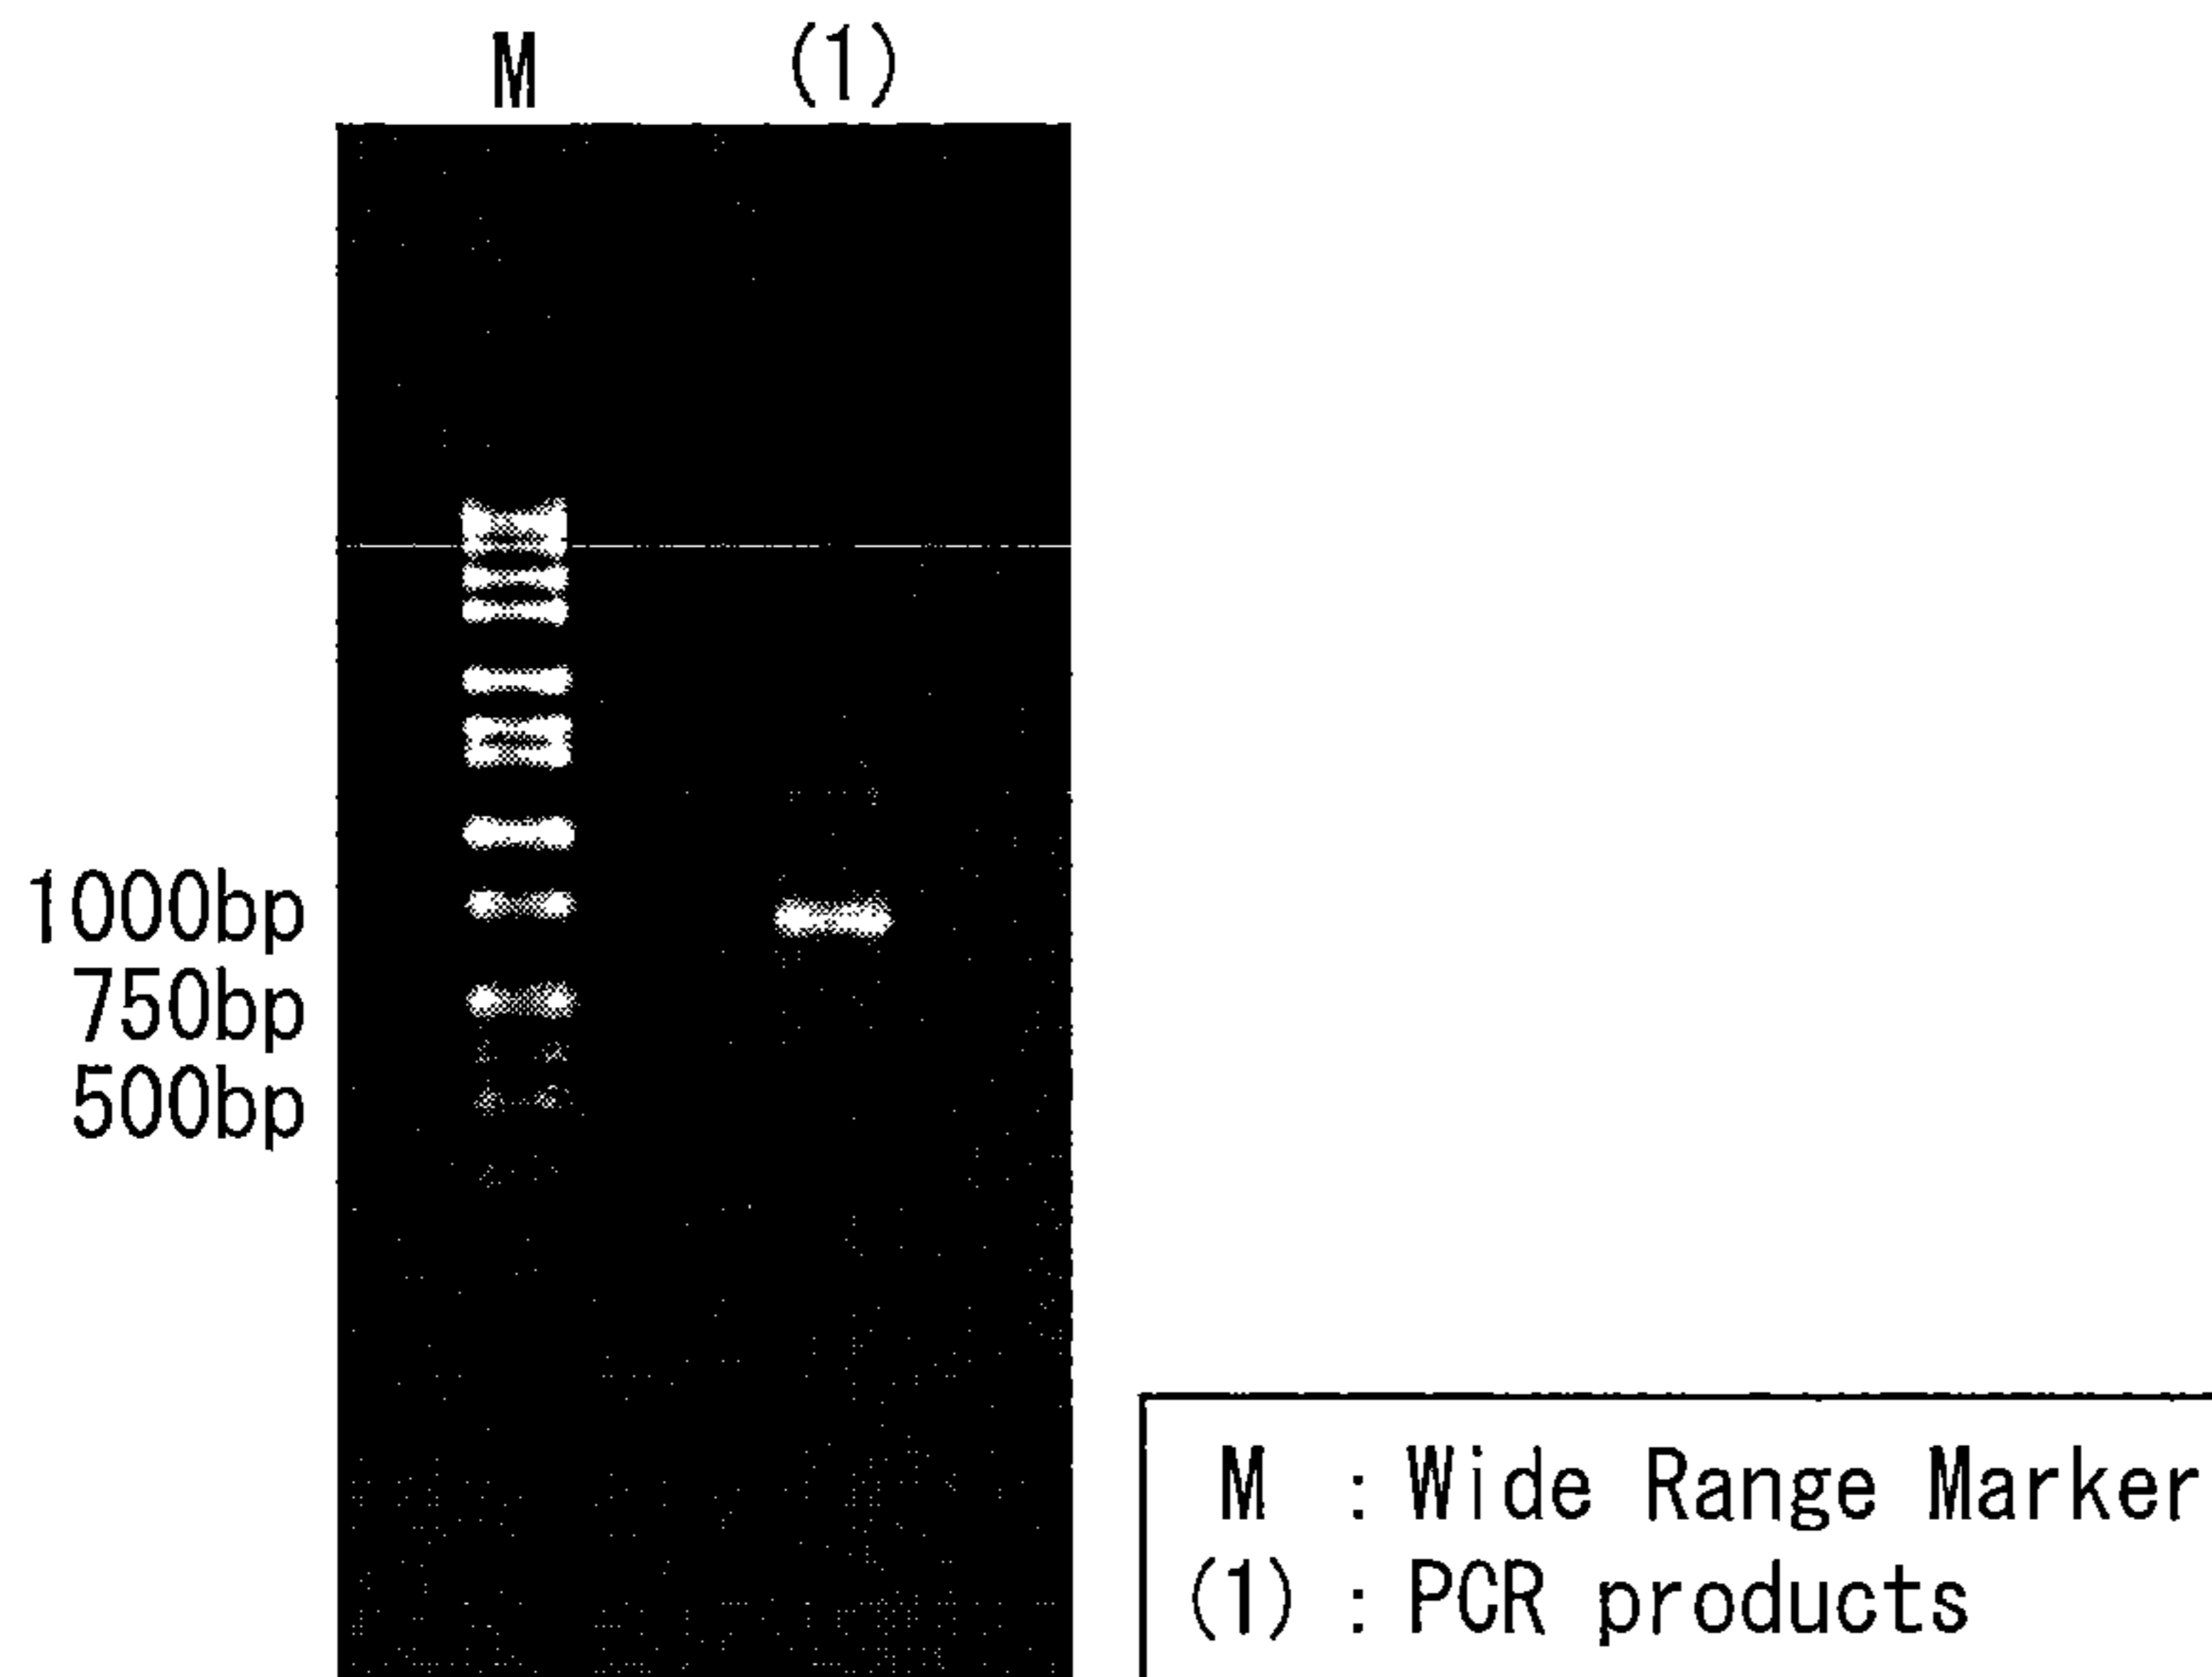 M (1)
1000bp
750bp
500bp
M : Wide Range Marker
(1) : PCR products